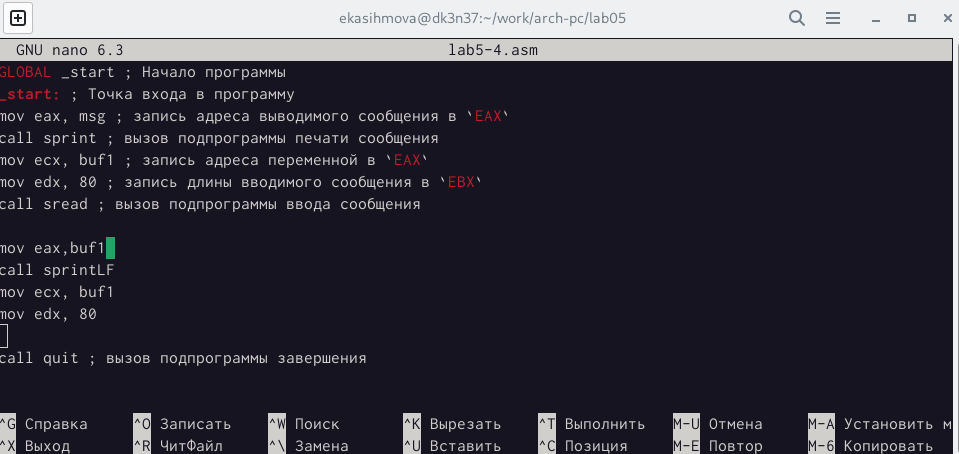 ekasihmova@dk3n37:~/work/arch-pc/lab05
GNU nano 6.3 lab5-4.asm
GLOBAL _start ; Начало программы
_start: ; Точка входа в программу
mov eax, msg ; запись адреса выводимого сообщения в `EAX`
call sprint ; вызов подпрограммы печати сообщения
mov ecx, buf1 ; запись адреса переменной в `EAX`
mov edx, 80 ; запись длины вводимого сообщения в `EBX`
call sread ; вызов подпрограммы ввода сообщения
mov eax,buf1
call sprintLF
mov ecx, buf1
mov edx, 80
call quit ; вызов подпрограммы завершения
^G Справка ^O Записать ^W Поиск ^K Вырезать ^T Выполнить M-U Отмена M-A Установить м
^X Выход ^R ЧитФайл ^\ Замена ^U Вставить ^C Позиция M-E Повтор M-6 Копировать